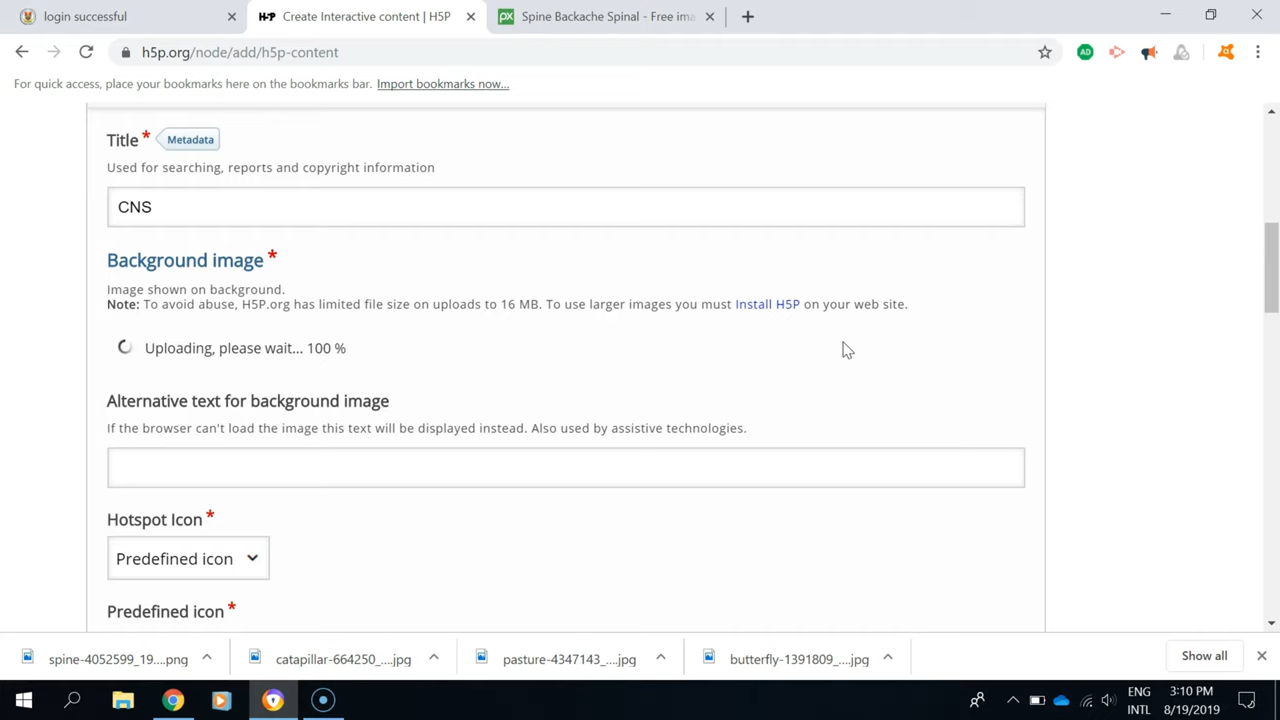 login successful
H-P Create Interactive content | H5P
px Spine Backache Spinal - Free ima
h5p.org/node/add/h5p-content
AD
For quick access, place your bookmarks here on the bookmarks bar. Import bookmarks now...
Title * Metadata
Used for searching, reports and copyright information
CNS
Background image *
Image shown on background.
Note: To avoid abuse, H5P.org has limited file size on uploads to 16 MB. To use larger images you must Install H5P on your web site.
Uploading, please wait... 100 %
Alternative text for background image
If the browser can't load the image this text will be displayed instead. Also used by assistive technologies.
Hotspot Icon *
Predefined icon
Predefined icon *
spine-4052599_19....png
catapillar-664250_....jpg
pasture-4347143_....jpg
butterfly-1391809_....jpg
Show all
ENG
INTL
3:10 PM
8/19/2019